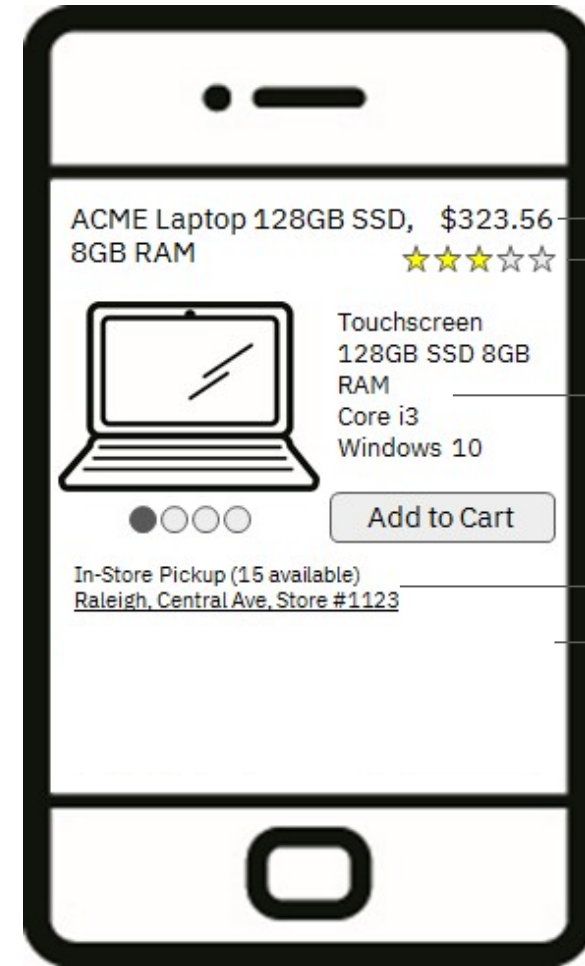 ACME Laptop 128GB SSD, $323.56
8GB RAM
Touchscreen
128GB SSD 8GB
RAM
Core i3
Windows 10
Add to Cart
In-Store Pickup (15 available)
Raleigh, Central Ave, Store #1123